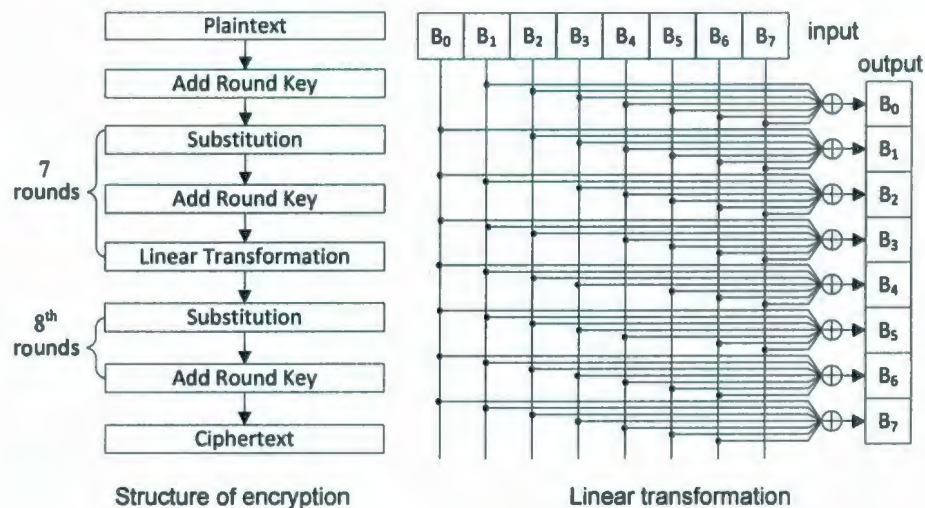 Plaintext
Add Round Key
Substitution
7
rounds
Add Round Key
Linear Transformation
Substitution
8th
rounds
Add Round Key
Ciphertext
Structure of encryption
B0 B1 B2 B3 B4 B5 B6 B7 input
output
B0
B1
B2
B3
B4
B5
B6
B7
Linear transformation